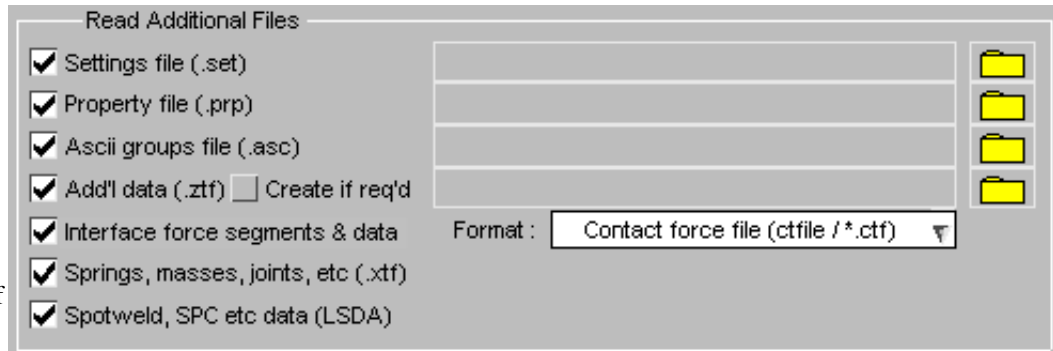 Read Additional Files
Settings file (.set)
Property file (.prp)
Ascii groups file (.asc)
Add'l data (.ztf) Create if req'd
Interface force segments & data Format : Contact force file (ctfile / *.ctf)
Springs, masses, joints, etc (.xtf)
Spotweld, SPC etc data (LSDA)